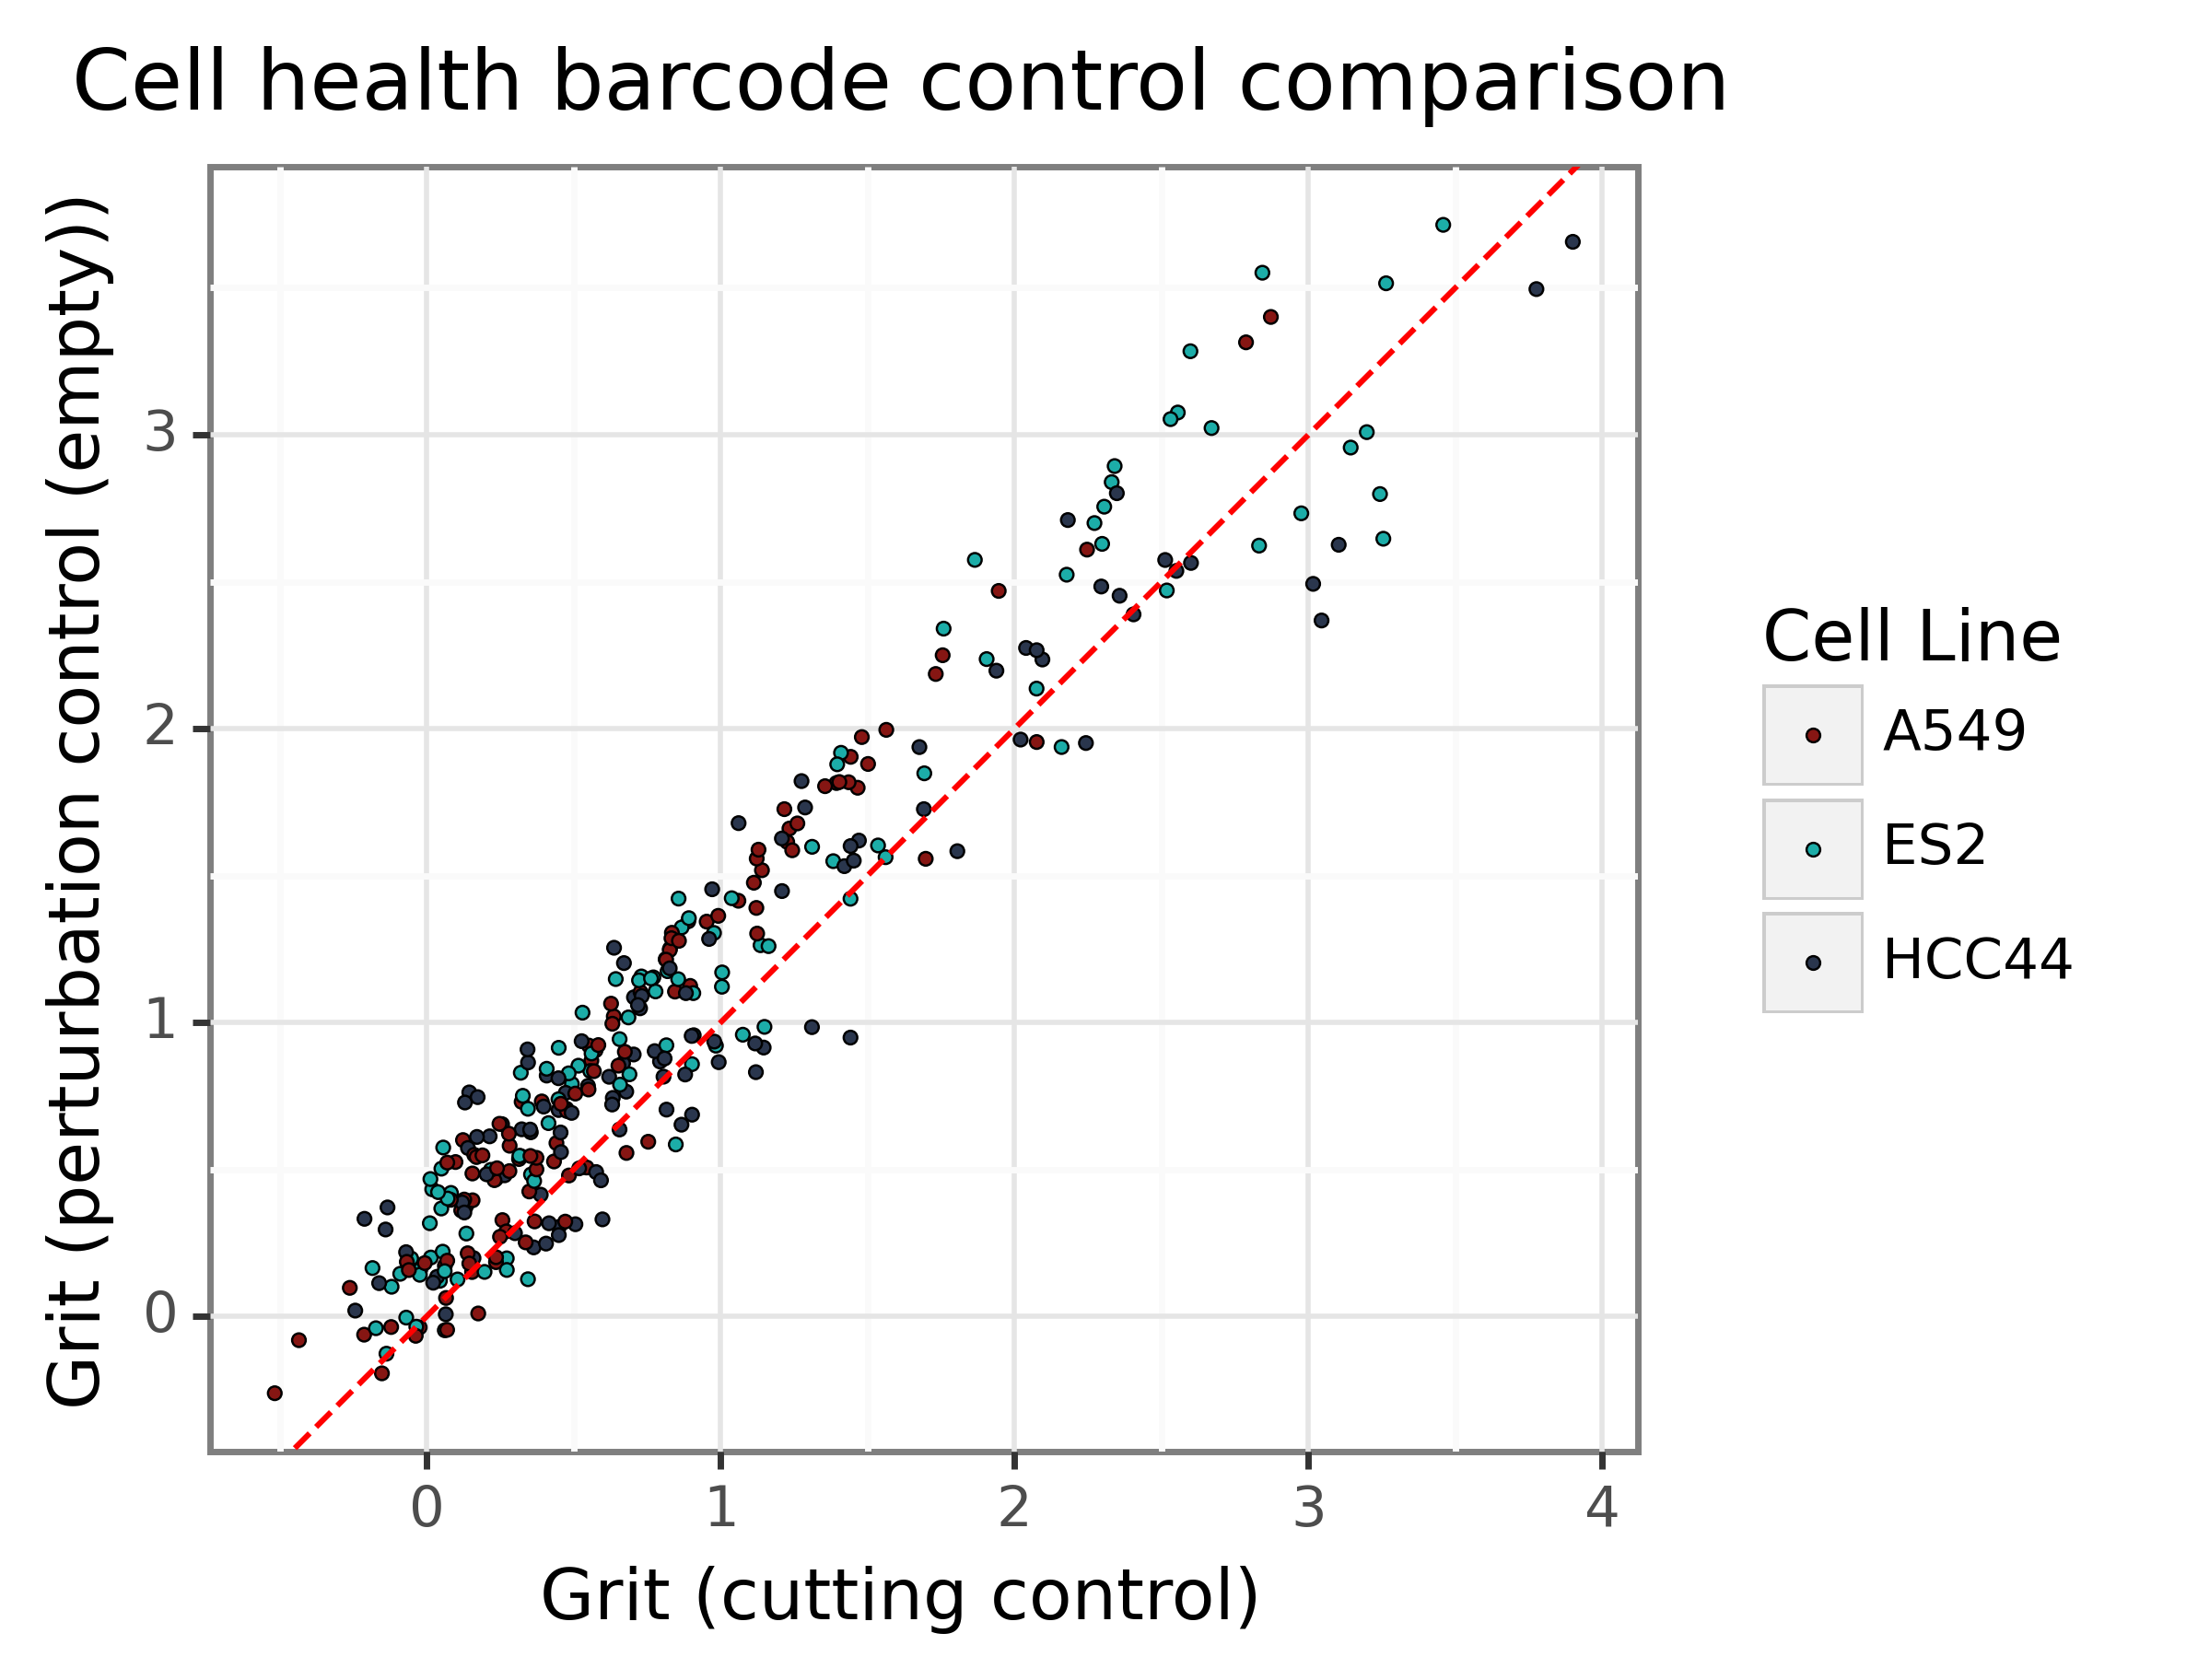 Cell health barcode control comparison
Grit (perturbation control (empty))
3
2
1
0
0 1 2 3 4
Grit (cutting control)
Cell Line
A549
ES2
HCC44